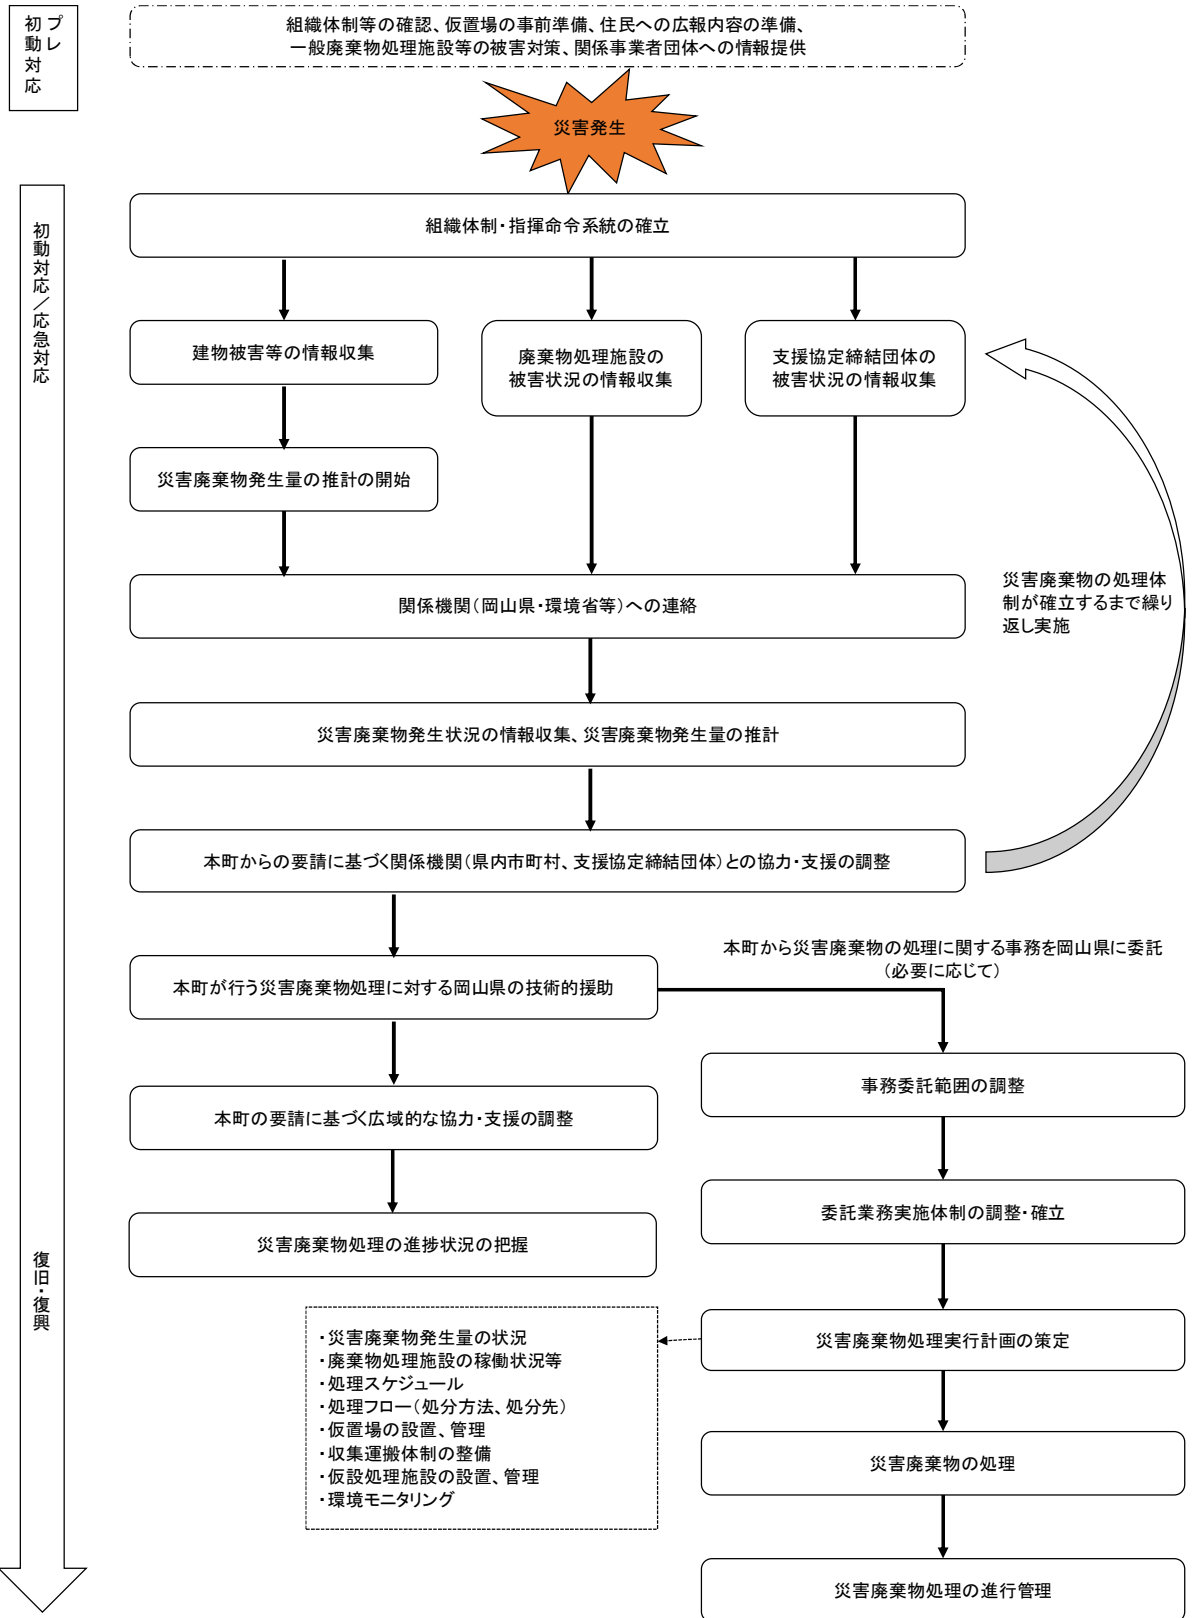 プレ
初動対応
組織体制等の確認、仮置場の事前準備、住民への広報内容の準備、
一般廃棄物処理施設等の被害対策、関係事業者団体への情報提供
災害発生
初動対応／応急対応
組織体制・指揮命令系統の確立
建物被害等の情報収集
廃棄物処理施設の
被害状況の情報収集
支援協定締結団体の
被害状況の情報収集
災害廃棄物発生量の推計の開始
関係機関（岡山県・環境省等）への連絡
災害廃棄物の処理体
制が確立するまで繰り
返し実施
災害廃棄物発生状況の情報収集、災害廃棄物発生量の推計
本町からの要請に基づく関係機関（県内市町村、支援協定締結団体）との協力・支援の調整
本町から災害廃棄物の処理に関する事務を岡山県に委託
（必要に応じて）
本町が行う災害廃棄物処理に対する岡山県の技術的援助
事務委託範囲の調整
本町の要請に基づく広域的な協力・支援の調整
委託業務実施体制の調整・確立
災害廃棄物処理の進捗状況の把握
復旧・復興
災害廃棄物処理実行計画の策定
・災害廃棄物発生量の状況
・廃棄物処理施設の稼働状況等
・処理スケジュール
・処理フロー（処分方法、処分先）
・仮置場の設置、管理
・収集運搬体制の整備
・仮設処理施設の設置、管理
・環境モニタリング
災害廃棄物の処理
災害廃棄物処理の進行管理